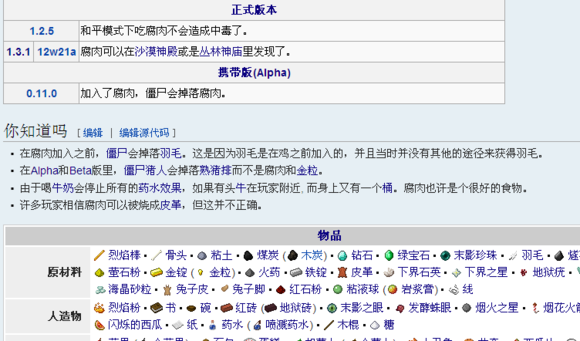 正式版本
1.2.5 和平模式下吃腐肉不会造成中毒了。
1.3.1 12w21a 腐肉可以在沙漠神殿或是丛林神庙里发现了。
携带版(Alpha)
0.11.0 加入了腐肉，僵尸会掉落腐肉。
你知道吗 [ 编辑 | 编辑源代码 ]
在腐肉加入之前，僵尸会掉落羽毛。这是因为羽毛是在鸡之前加入的，并且当时并没有其他的途径来获得羽毛。
在Alpha和Beta版里，僵尸猪人会掉落熟猪排而不是腐肉和金粒。
由于喝牛奶会停止所有的药水效果，如果有头牛在玩家附近，而身上又有一个桶。腐肉也许是个很好的食物。
许多玩家相信腐肉可以被烧成皮革，但这并不正确。
物品
烈焰棒 · 骨头 · 粘土 · 煤炭 (木炭) · 钻石 · 绿宝石 · 末影珍珠 · 羽毛 ·
原材料 萤石粉 · 金锭 (金粒) · 火药 · 铁锭 · 皮革 · 下界石英 · 下界之星 · 地狱疣 ·
海晶砂粒 · 兔子皮 · 兔子脚 · 红石粉 · 粘液球 (岩浆膏) · 线
人造物 烈焰粉 · 书 · 碗 · 红砖 (地狱砖) · 末影之眼 · 发酵蛛眼 · 烟火之星 · 烟花火箭
闪烁的西瓜 · 纸 · 药水 (喷溅药水) · 木棍 · 糖